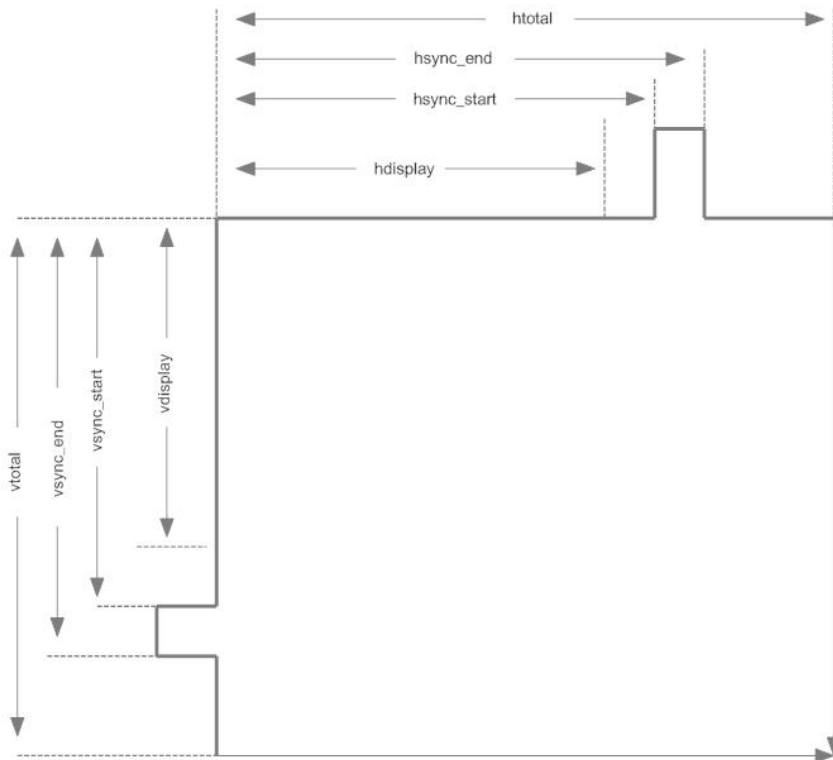 htotal
hsync_end
hsync_start
hdisplay
vtotal
vsync_end
vsync_start
vdisplay